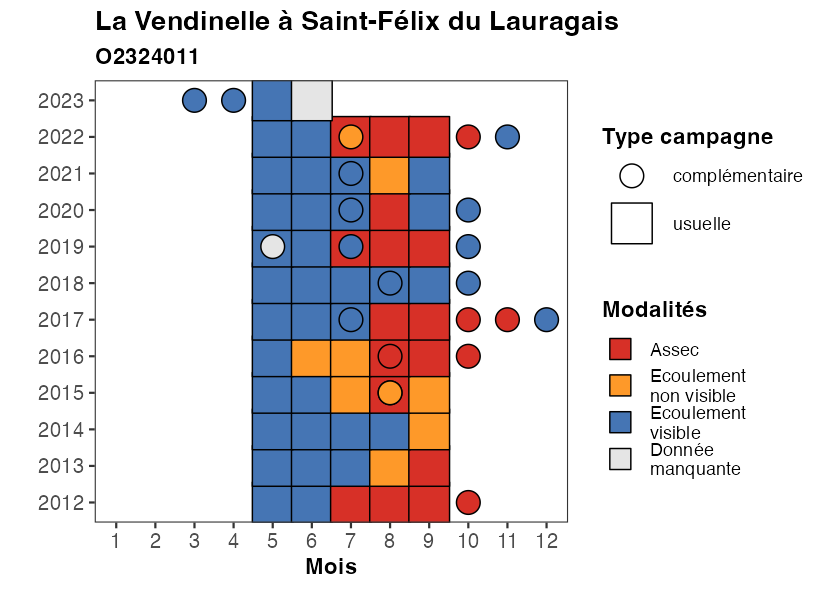 La Vendinelle à Saint-Félix du Lauragais
O2324011
2023
2022
2021
2020
2019
2018
2017
2016
2015
2014
2013
2012
1 2 3 4 5 6 7 8 9 10 11 12
Mois
Type campagne
complémentaire
usuelle
Modalités
Assec
Ecoulement
non visible
Ecoulement
visible
Donnée
manquante